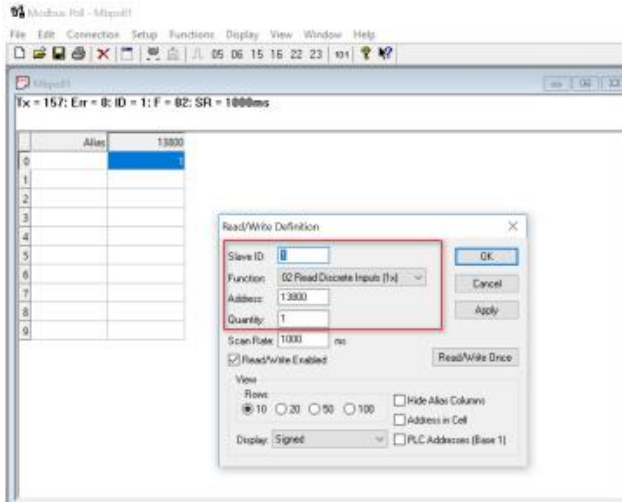 Modbus Poll - Mbpoll1
File Edit Connection Setup Functions Display View Window Help
05 06 15 16 22 23 101
Mbpoll1
Tx = 157: Err = 0: ID = 1: F = 02: SR = 1000ms
Alias 13800
0 1
1
2
3
4
5
6
7
8
9
Read/Write Definition
Slave ID: 1
OK
Function: 02 Read Discrete Inputs (1x)
Cancel
Address: 13800
Quantity: 1
Apply
Scan Rate: 1000 ms
Read/Write Enabled
Read/Write Once
View
Rows
10 20 50 100
Hide Alias Columns
Address in Cell
Display: Signed
PLC Addresses (Base 1)